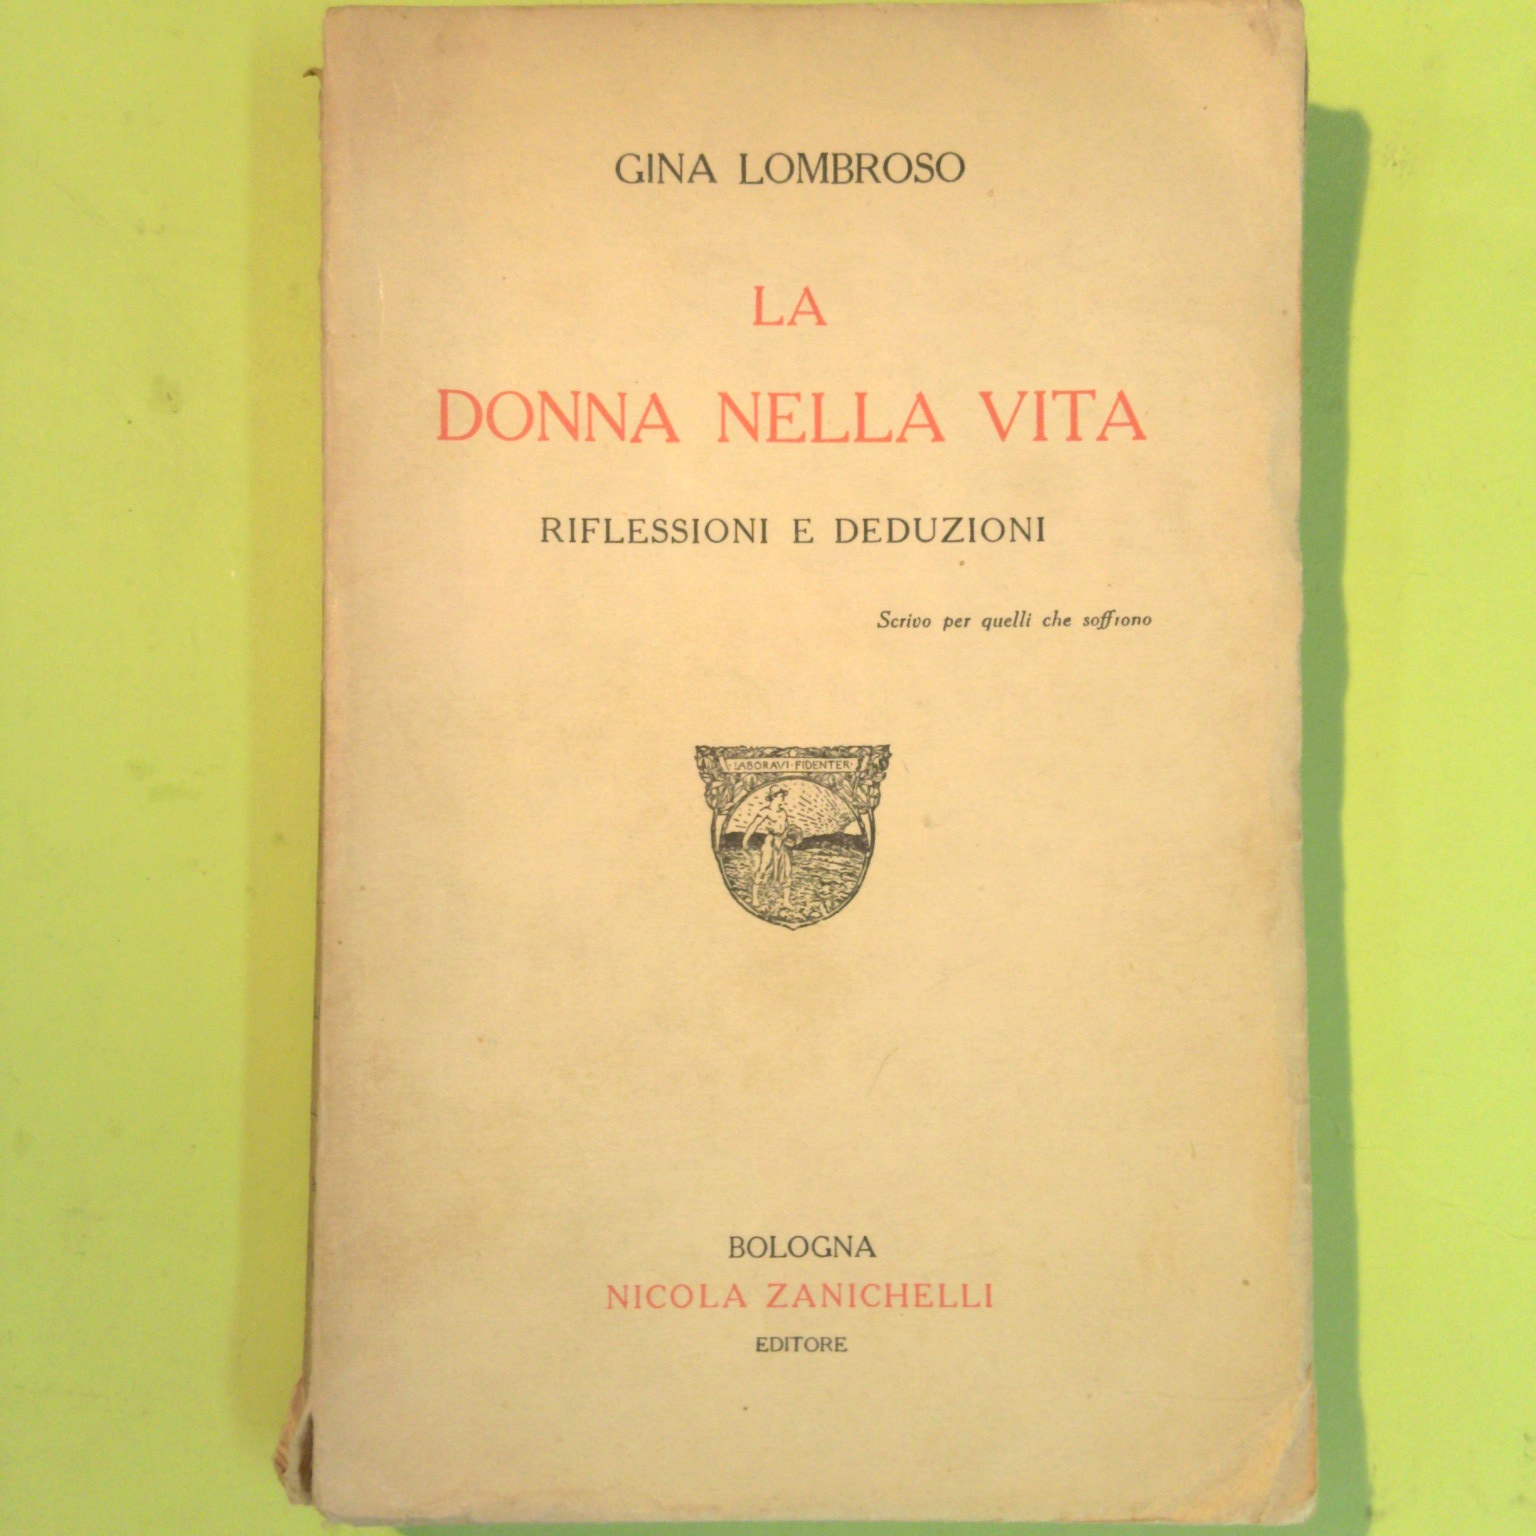 GINA LOMBROSO
LA
DONNA NELLA VITA
RIFLESSIONI E DEDUZIONI
Scrivo per quelli che soffrono
LABORAVI · FIDENTER
BOLOGNA
NICOLA ZANICHELLI
EDITORE